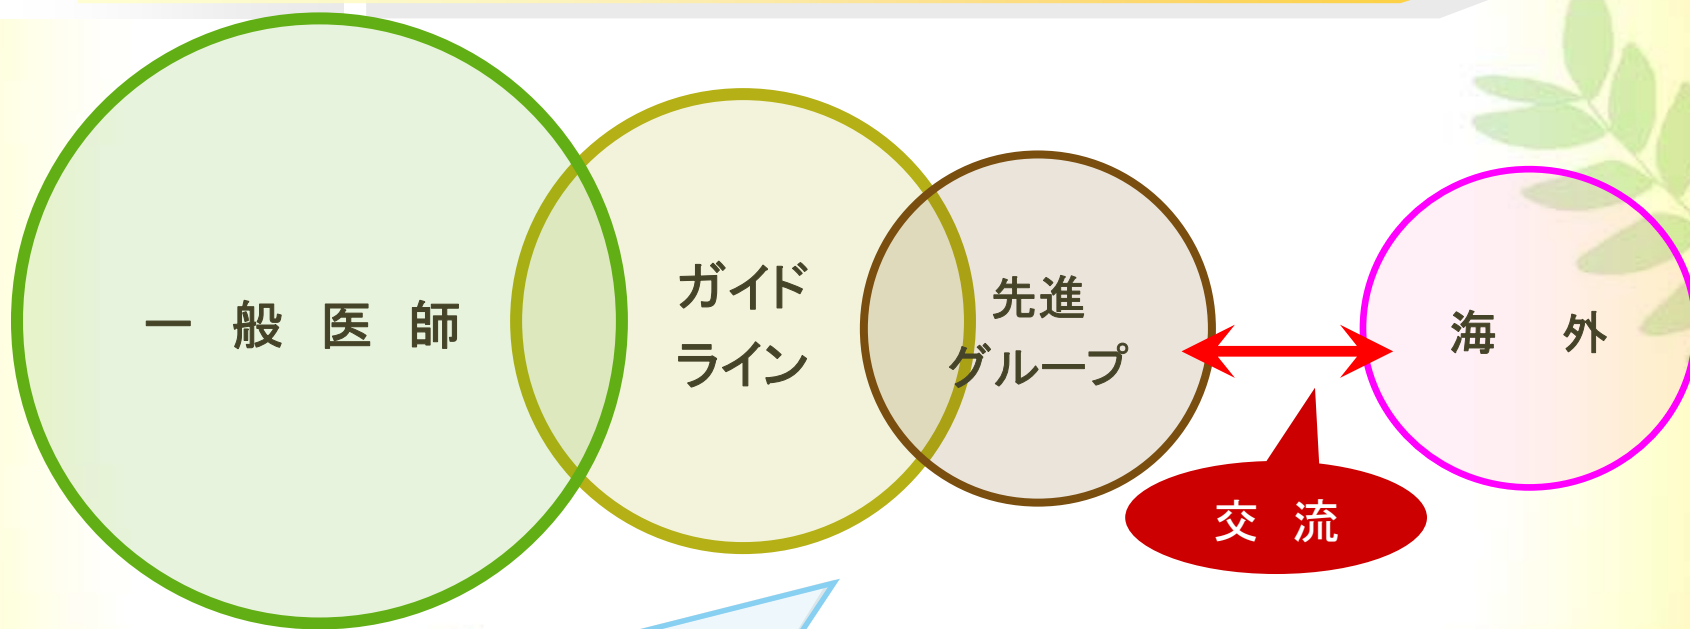 一 般 医 師
ガイド
ライン
先進
グループ
海 外
交 流